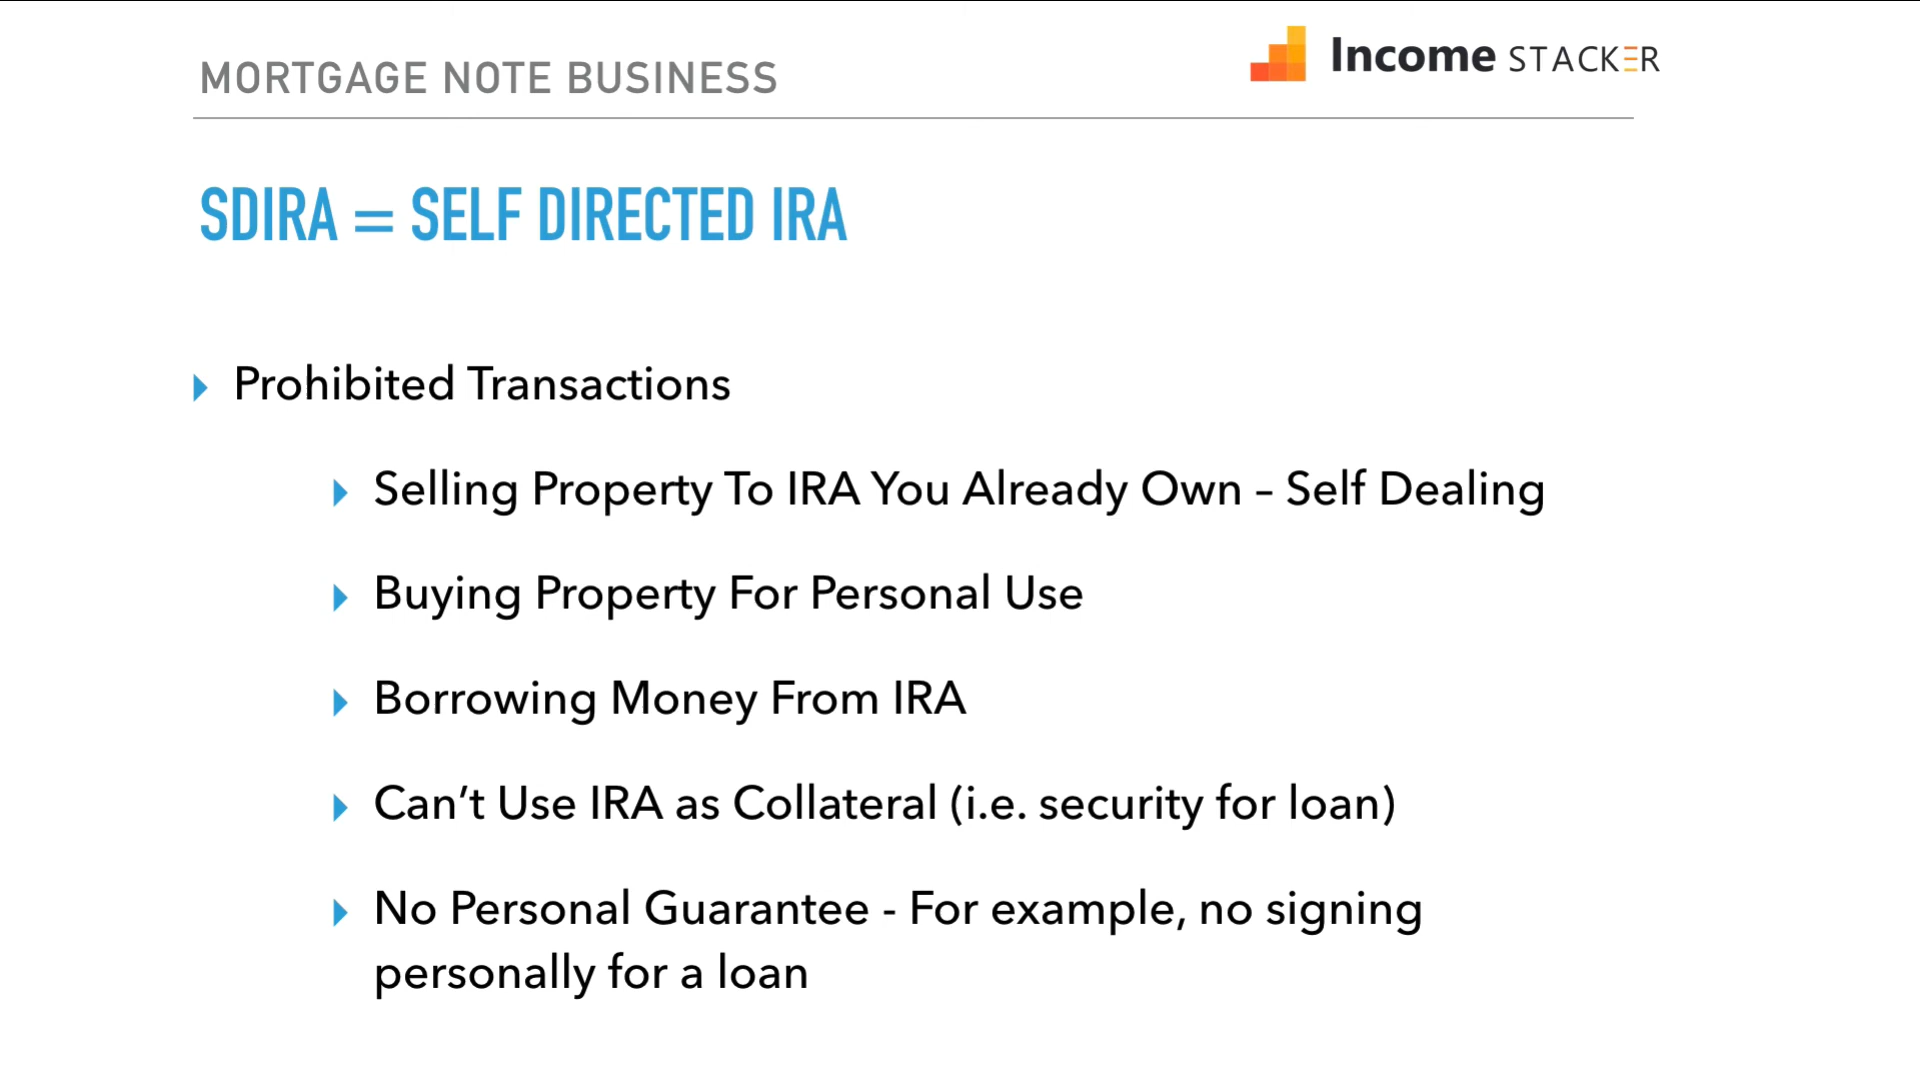 MORTGAGE NOTE BUSINESS
Income STACKER
SDIRA = SELF DIRECTED IRA
Prohibited Transactions
Selling Property To IRA You Already Own – Self Dealing
Buying Property For Personal Use
Borrowing Money From IRA
Can’t Use IRA as Collateral (i.e. security for loan)
No Personal Guarantee - For example, no signing
personally for a loan